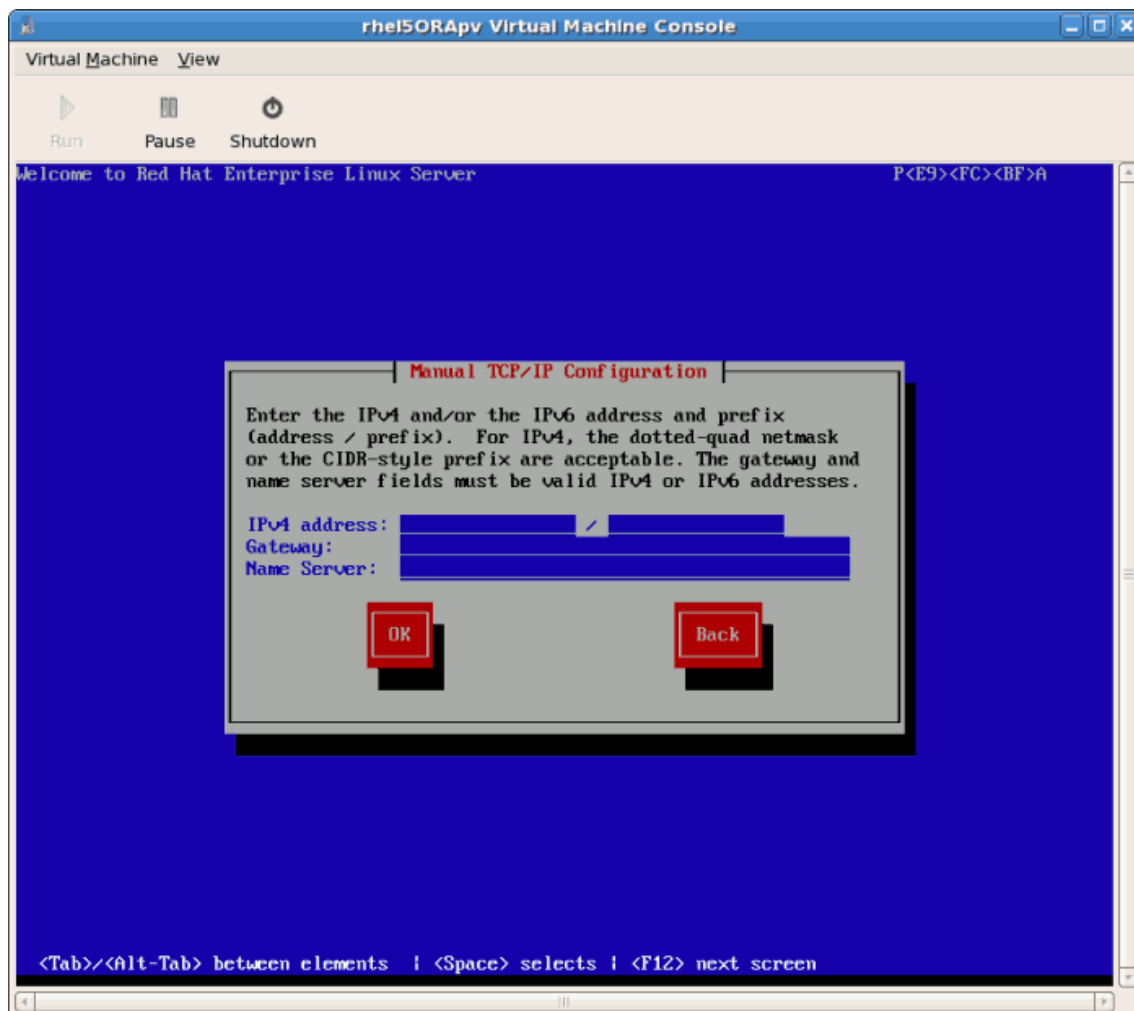 rhel5ORApv Virtual Machine Console
Virtual Machine View
Run Pause Shutdown
Welcome to Red Hat Enterprise Linux Server P<E9><FC><BF>A
Manual TCP/IP Configuration
Enter the IPv4 and/or the IPv6 address and prefix
(address / prefix).  For IPv4, the dotted-quad netmask
or the CIDR-style prefix are acceptable. The gateway and
name server fields must be valid IPv4 or IPv6 addresses.
IPv4 address: /
Gateway:
Name Server:
OK Back
<Tab>/<Alt-Tab> between elements | <Space> selects | <F12> next screen